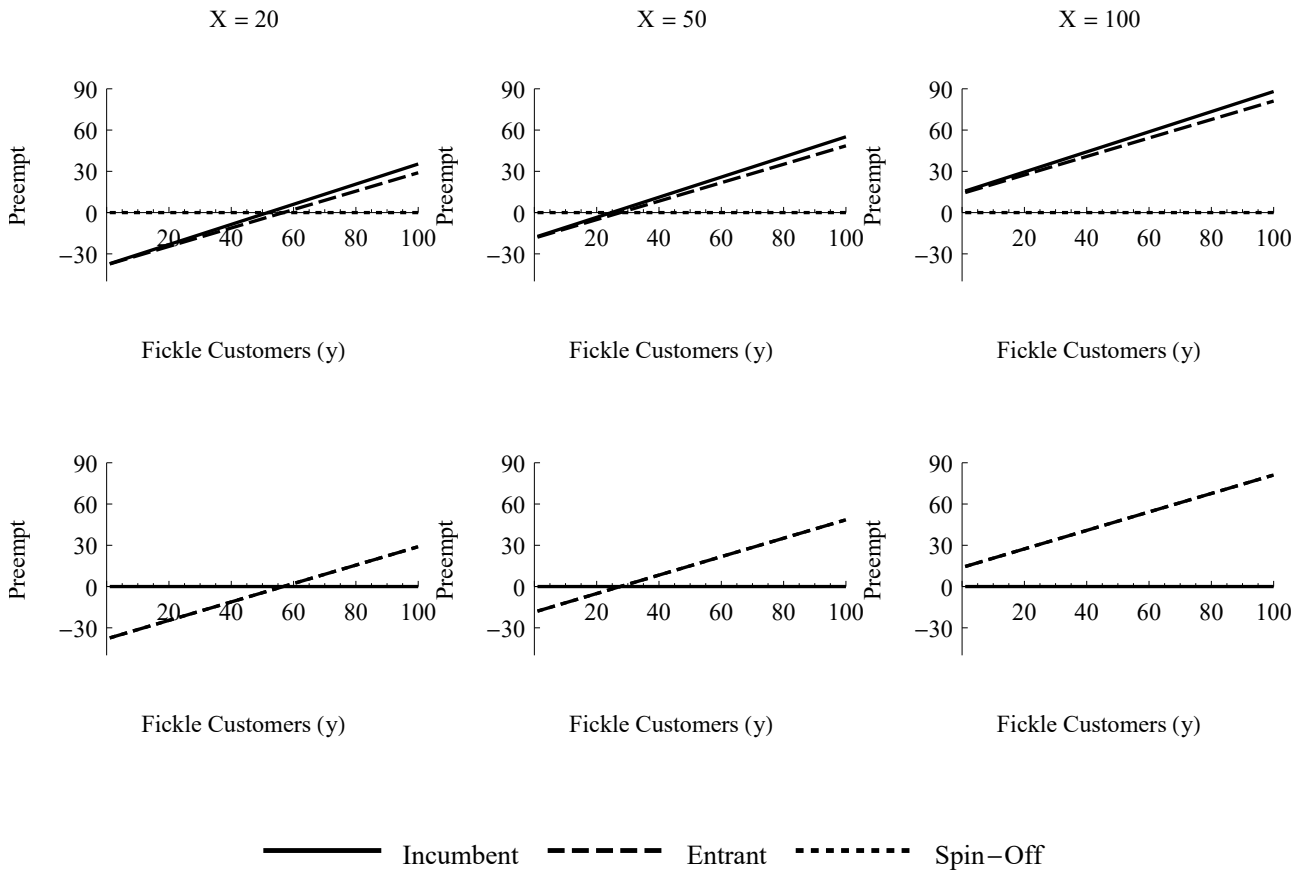 X = 20 X = 50 X = 100
90 90 90
60 60 60
30 30 30
0 0 0
20 40 60 80 100 20 40 60 80 100 20 40 60 80 100
−30 −30 −30
Preempt Preempt Preempt
Fickle Customers (y) Fickle Customers (y) Fickle Customers (y)
90 90 90
60 60 60
30 30 30
0 0 0
20 40 60 80 100 20 40 60 80 100 20 40 60 80 100
−30 −30 −30
Preempt Preempt Preempt
Fickle Customers (y) Fickle Customers (y) Fickle Customers (y)
Incumbent Entrant Spin−Off